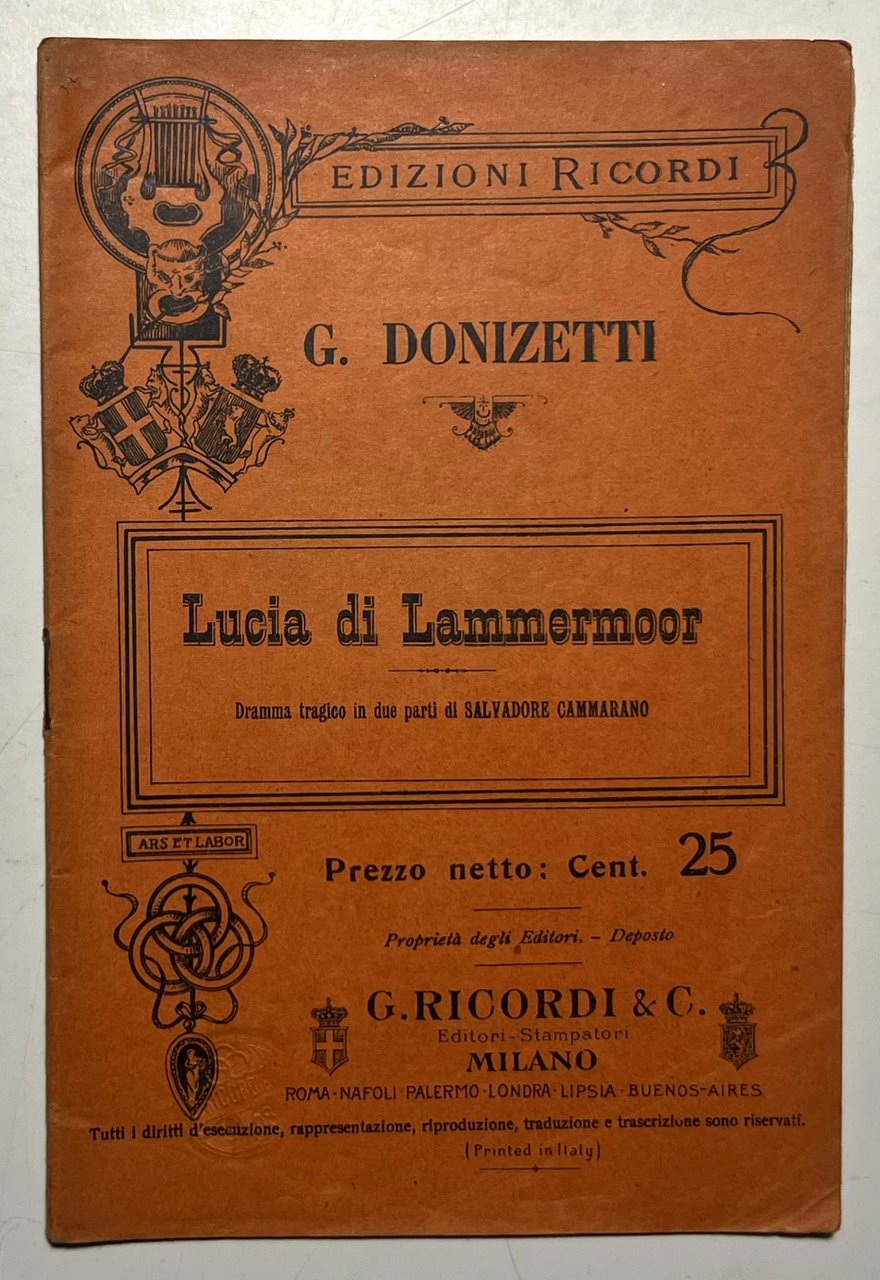 EDIZIONI RICORDI
G. DONIZETTI
Lucia di Lammermoor
Dramma tragico in due parti di SALVADORE CAMMARANO
ARS ET LABOR
Prezzo netto: Cent. 25
Proprietà degli Editori. - Deposto
G. RICORDI & C.
Editori-Stampatori
MILANO
ROMA·NAPOLI·PALERMO·LONDRA·LIPSIA·BUENOS-AIRES
Tutti i diritti d'esecuzione, rappresentazione, riproduzione, traduzione e trascrizione sono riservati.
(Printed in Italy)